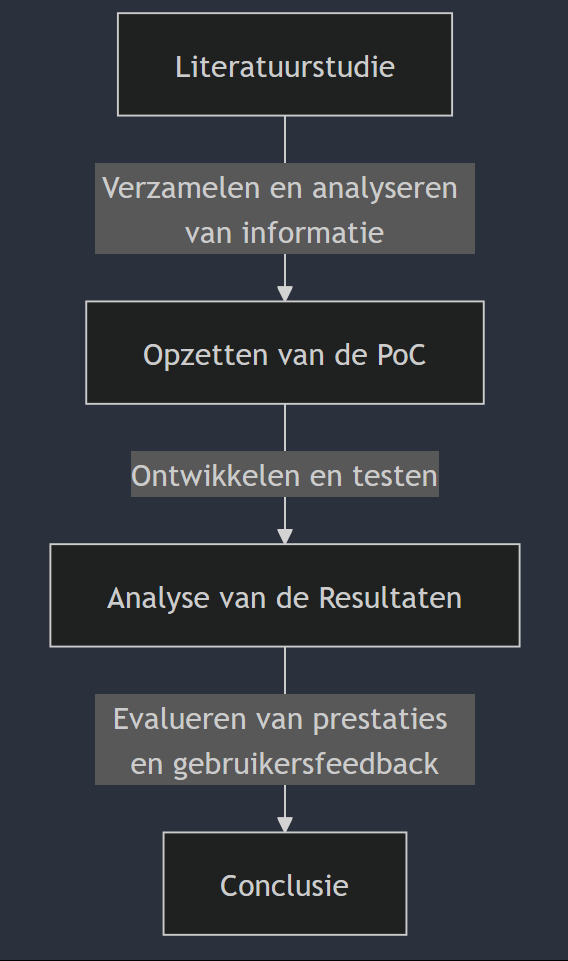 Literatuurstudie
Verzamelen en analyseren
van informatie
Opzetten van de PoC
Ontwikkelen en testen
Analyse van de Resultaten
Evalueren van prestaties
en gebruikersfeedback
Conclusie